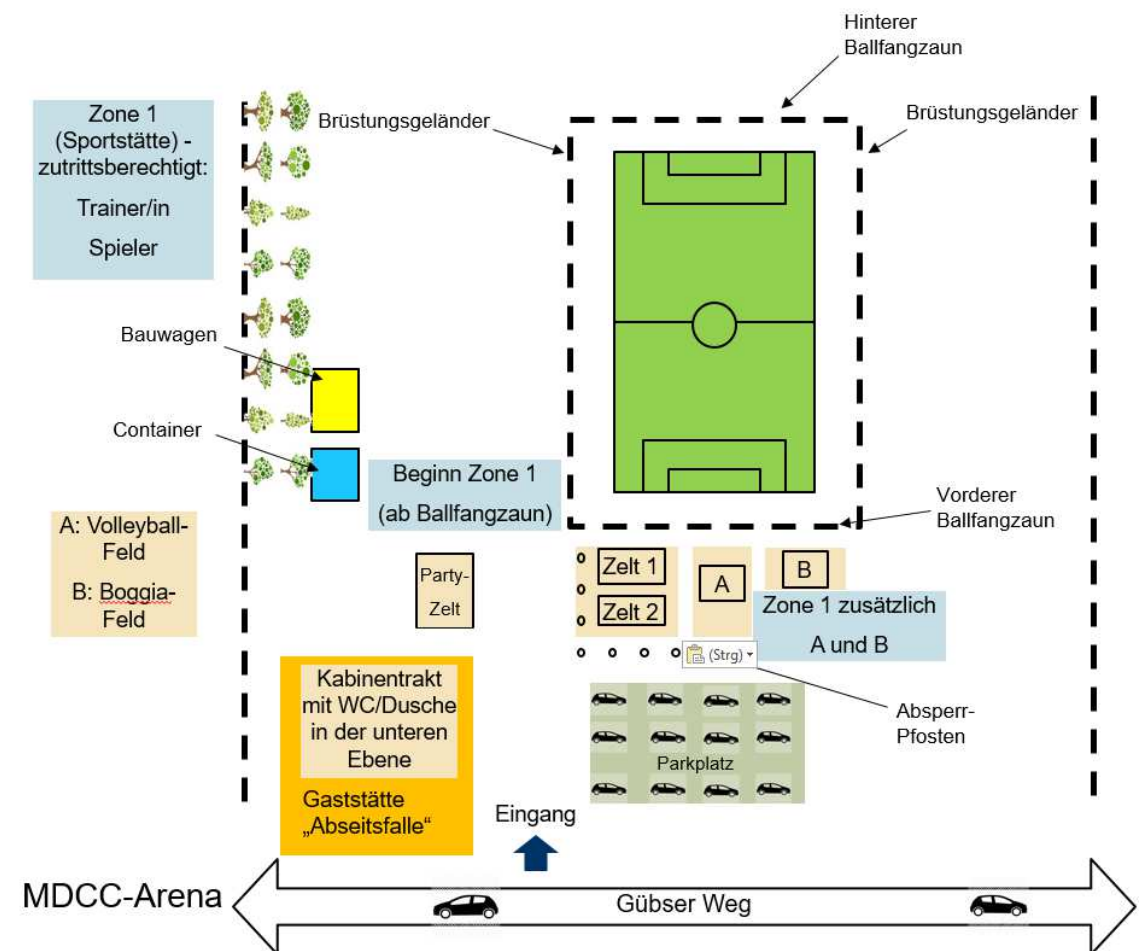 Hinterer
Ballfangzaun
Zone 1
(Sportstätte) -
zutrittsberechtigt:
Trainer/in
Spieler
Brüstungsgeländer
Brüstungsgeländer
Bauwagen
Container
Beginn Zone 1
(ab Ballfangzaun)
Vorderer
Ballfangzaun
A: Volleyball-
Feld
B: Boggia-
Feld
Party-
Zelt
Zelt 1
Zelt 2
A
B
Zone 1 zusätzlich
A und B
(Strg)
Kabinentrakt
mit WC/Dusche
in der unteren
Ebene
Gaststätte
„Abseitsfalle“
Absperr-
Pfosten
Parkplatz
Eingang
MDCC-Arena
Gübser Weg